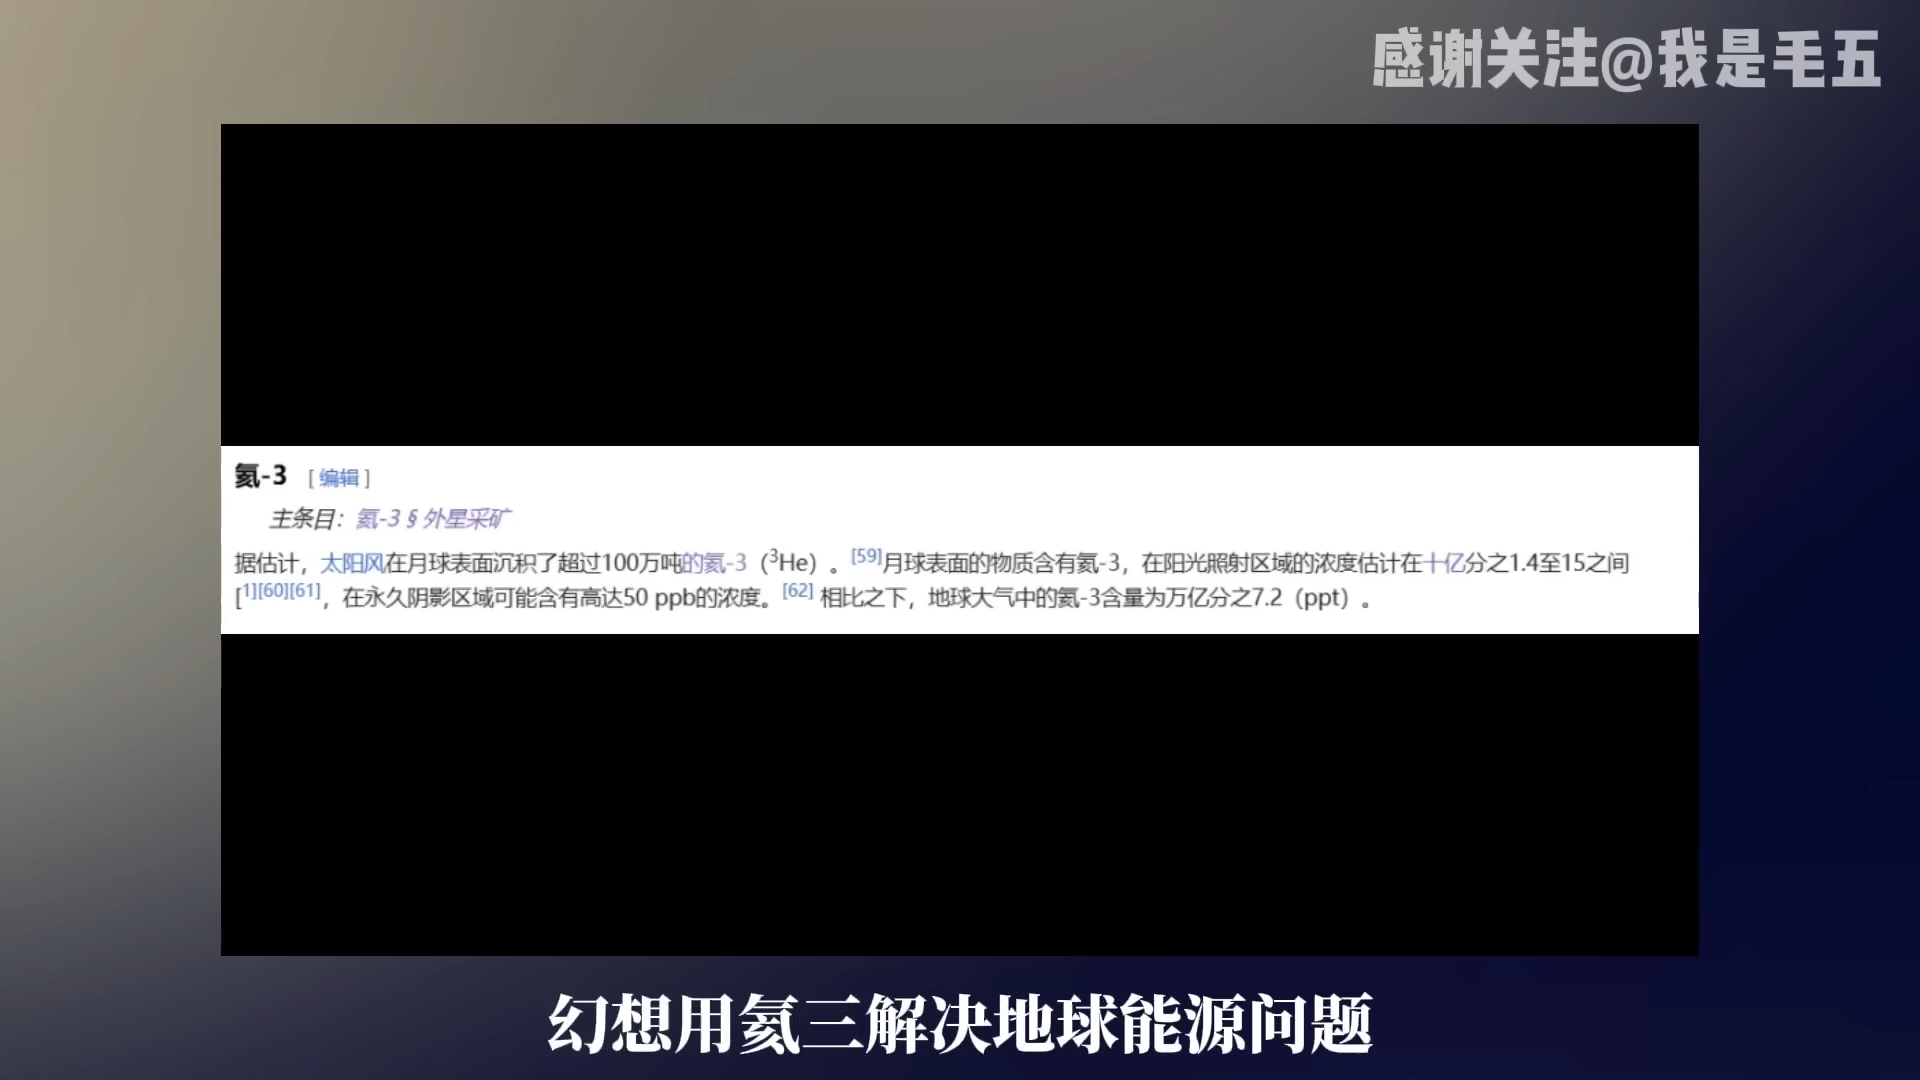 感谢关注@我是毛五
氦-3 [编辑]
主条目：氦-3 § 外星采矿
据估计，太阳风在月球表面沉积了超过100万吨的氦-3（³He）。[59]月球表面的物质含有氦-3，在阳光照射区域的浓度估计在十亿分之1.4至15之间
[1][60][61]，在永久阴影区域可能含有高达50 ppb的浓度。[62] 相比之下，地球大气中的氦-3含量为万亿分之7.2（ppt）。
幻想用氦三解决地球能源问题